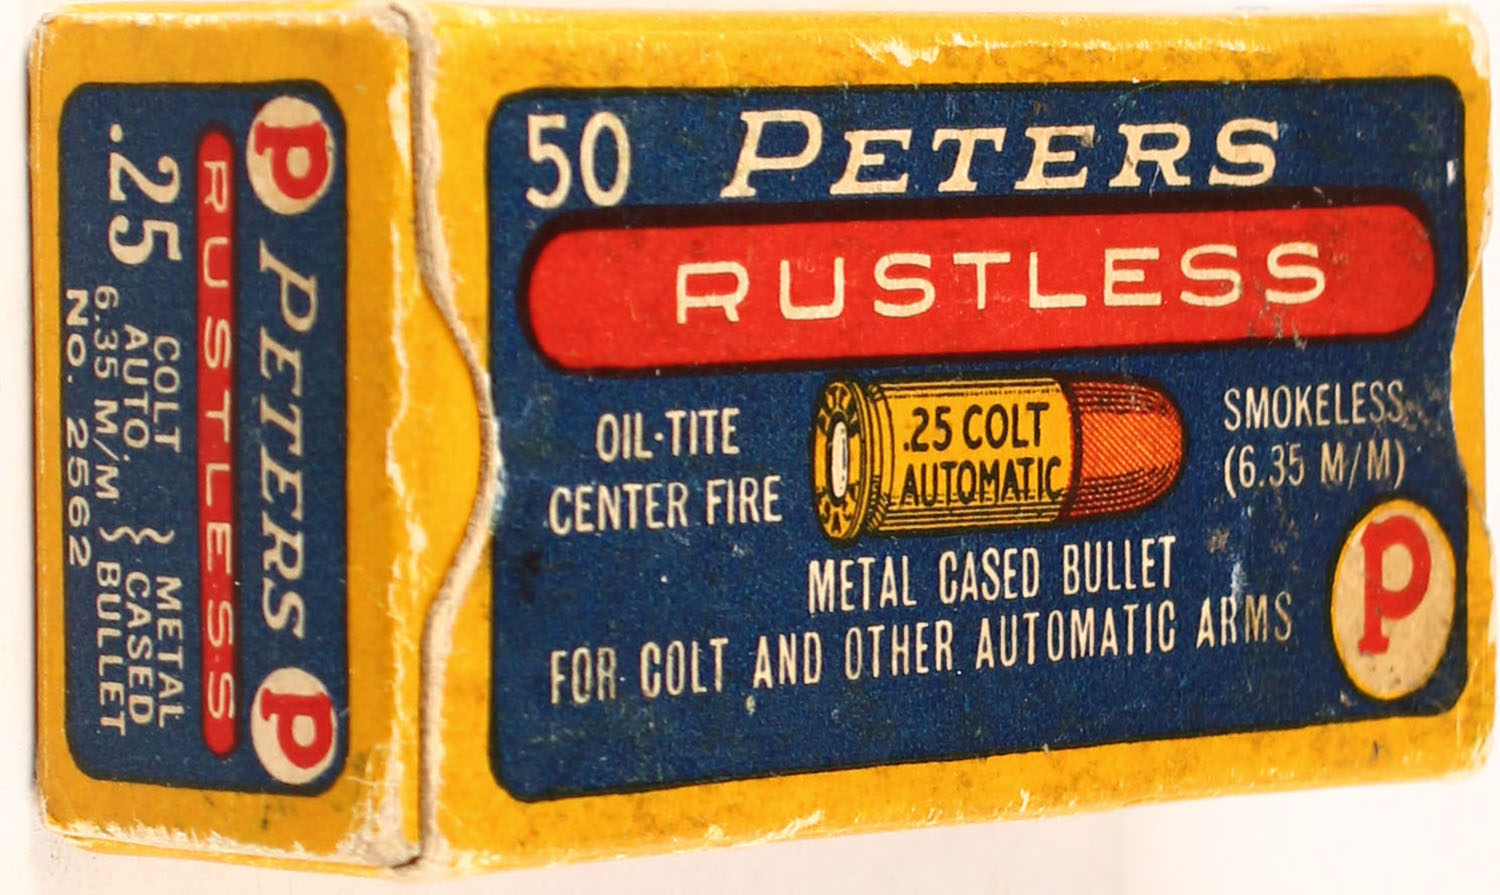 50 PETERS
RUSTLESS
OIL-TITE
CENTER FIRE
.25 COLT
AUTOMATIC
SMOKELESS
(6.35 M/M)
METAL CASED BULLET
FOR COLT AND OTHER AUTOMATIC ARMS
P
P PETERS P
RUSTLESS
.25 COLT AUTO. 6.35 M/M } METAL CASED BULLET
NO. 2562